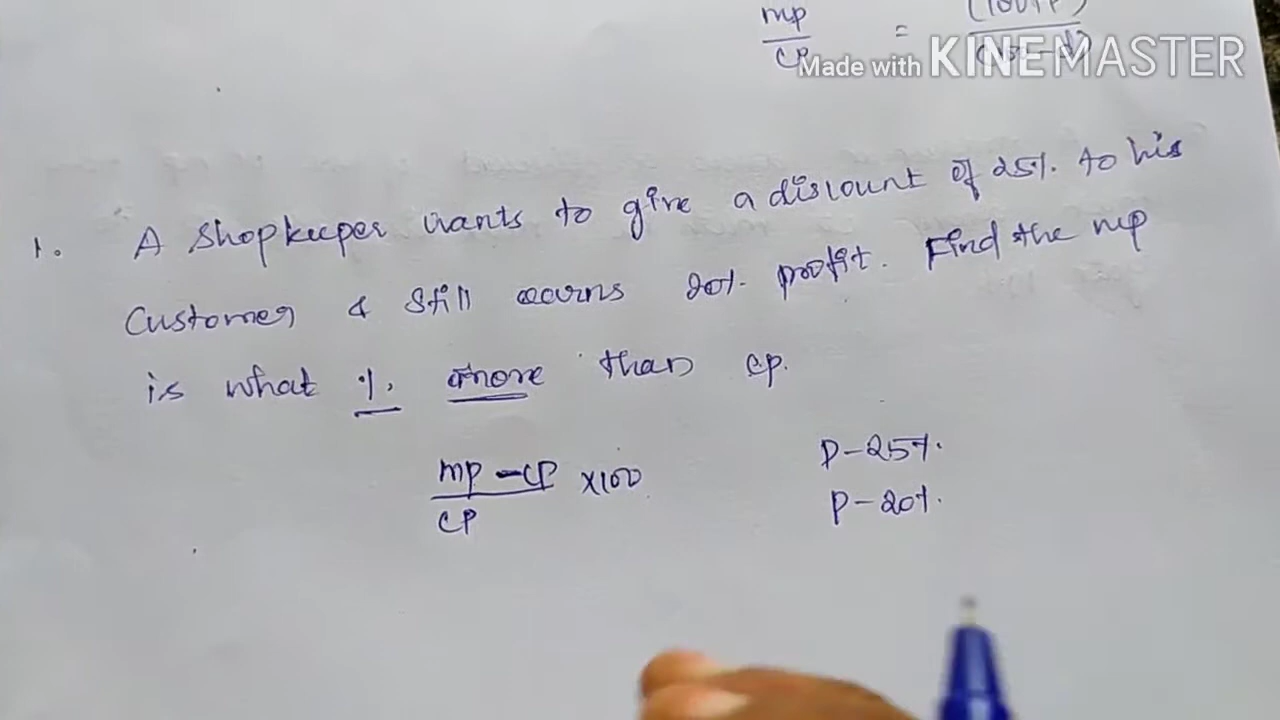 mp
= 
CP
Made with KINEMASTER
1. A shopkeeper wants to give a discount of 25%. to his
Customer & still earns 20%. profit. Find the mp
is what %. more than cp.
mp - CP ×100
CP
D-25%.
P-20%.